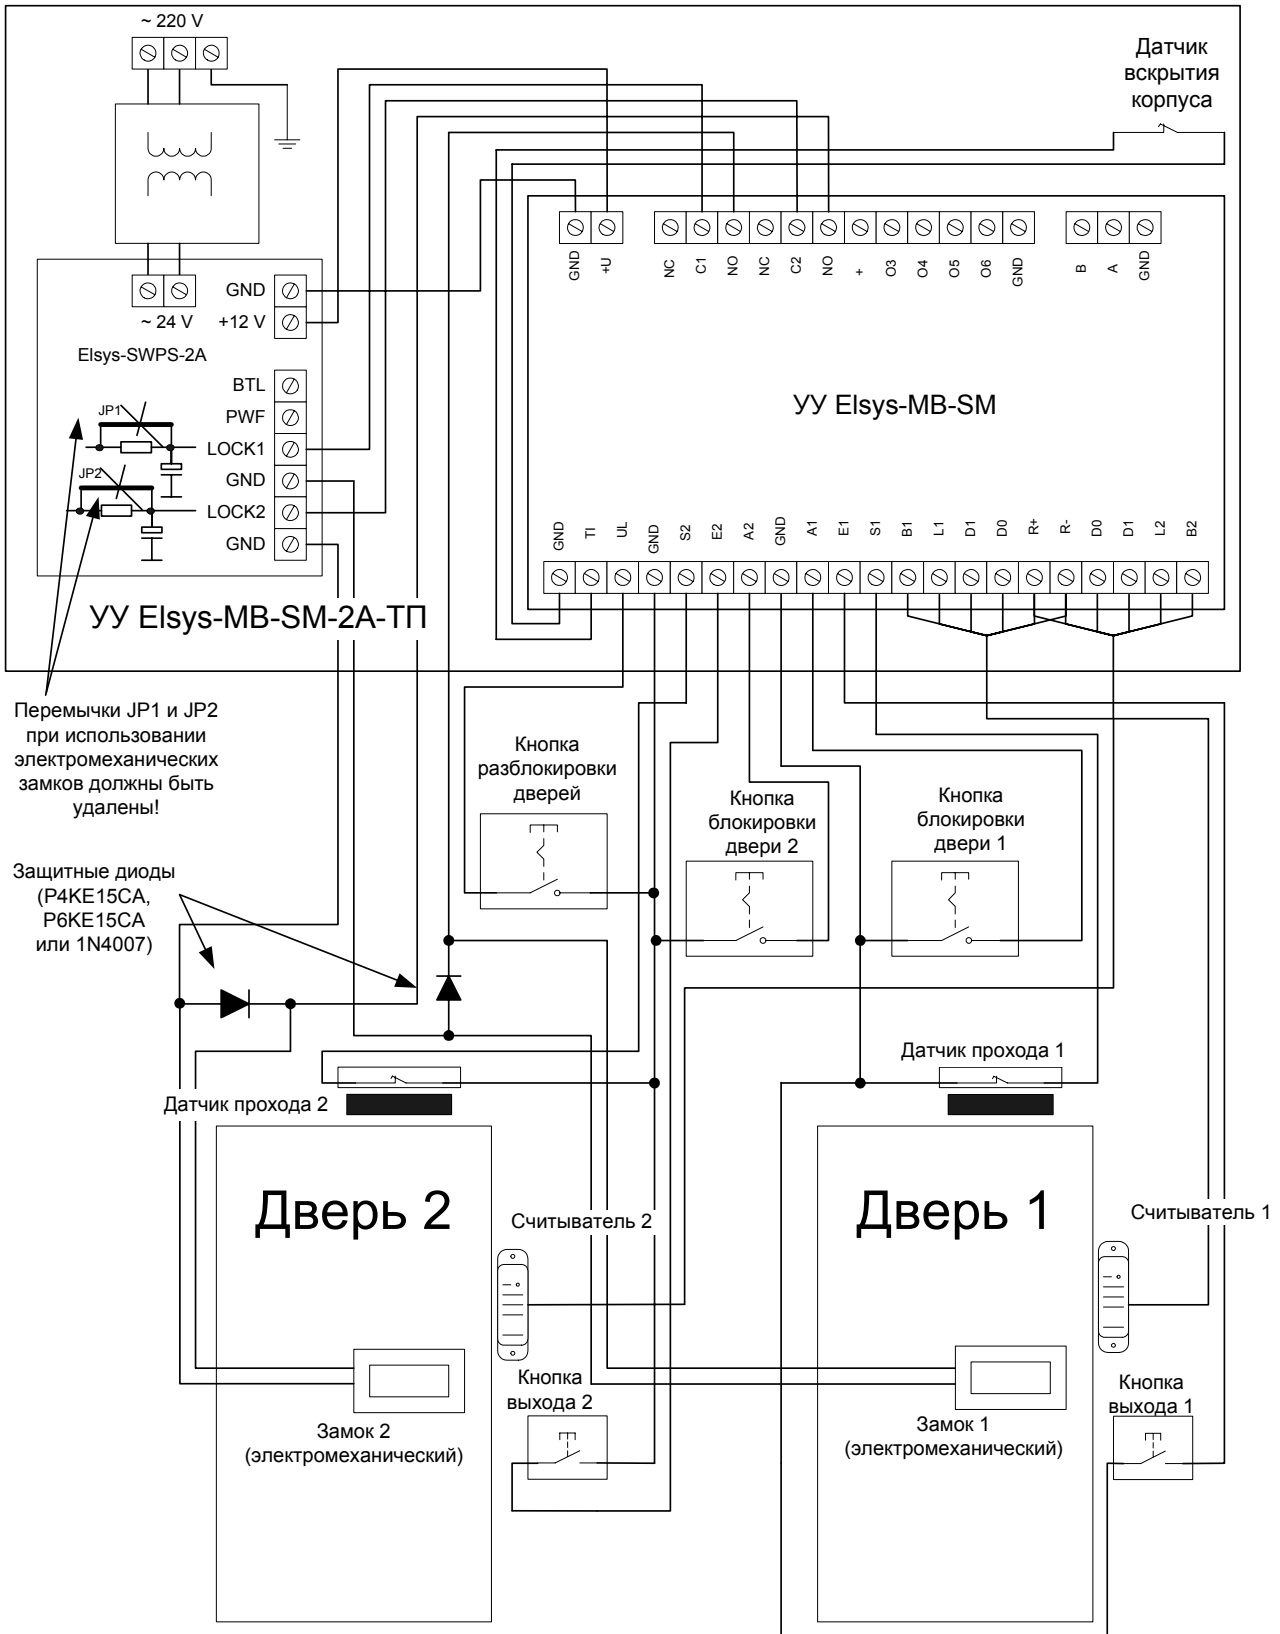 ~ 220 V
Датчик
вскрытия
корпуса
GND
+U
NC
C1
NO
NC
C2
NO
+
O3
O4
O5
O6
GND
B
A
GND
~ 24 V
GND
+12 V
Elsys-SWPS-2A
BTL
PWF
LOCK1
GND
LOCK2
GND
JP1
JP2
УУ Elsys-MB-SM
GND
TI
UL
GND
S2
E2
A2
GND
A1
E1
S1
B1
L1
D1
D0
R+
R-
D0
D1
L2
B2
УУ Elsys-MB-SM-2А-ТП
Перемычки JP1 и JP2
при использовании
электромеханических
замков должны быть
удалены!
Кнопка
разблокировки
дверей
Кнопка
блокировки
двери 2
Кнопка
блокировки
двери 1
Защитные диоды
(P4KE15CA,
P6KE15CA
или 1N4007)
Датчик прохода 1
Датчик прохода 2
Дверь 2
Дверь 1
Считыватель 2
Считыватель 1
Кнопка
выхода 2
Кнопка
выхода 1
Замок 2
(электромеханический)
Замок 1
(электромеханический)